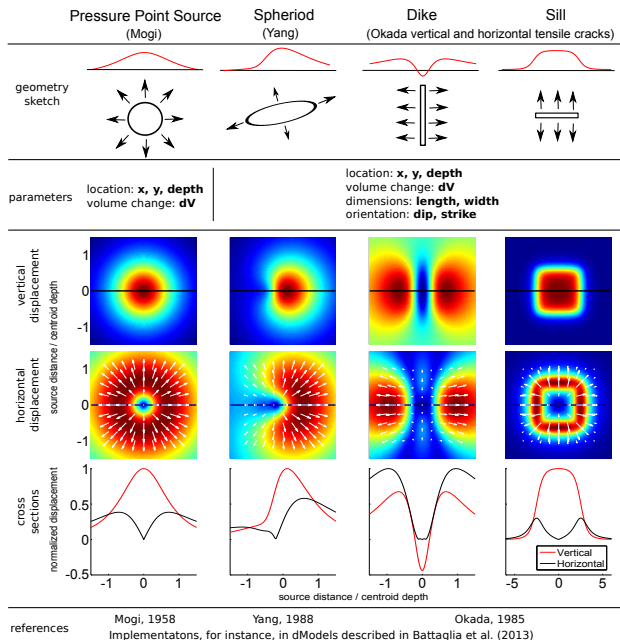 Pressure Point Source
(Mogi)
Spheriod
(Yang)
Dike
(Okada vertical and horizontal tensile cracks)
Sill
geometry
sketch
parameters
location: x, y, depth
volume change: dV
location: x, y, depth
volume change: dV
dimensions: length, width
orientation: dip, strike
vertical
displacement
horizontal
displacement
source distance / centroid depth
1
0
-1
1
0
-1
cross
sections
normalized displacement
1
0.5
0
-0.5
-1 0 1
-1 0 1
-1 0 1
-5 0 5
Vertical
Horizontal
source distance / centroid depth
references
Mogi, 1958
Yang, 1988
Okada, 1985
Implementatons, for instance, in dModels described in Battaglia et al. (2013)